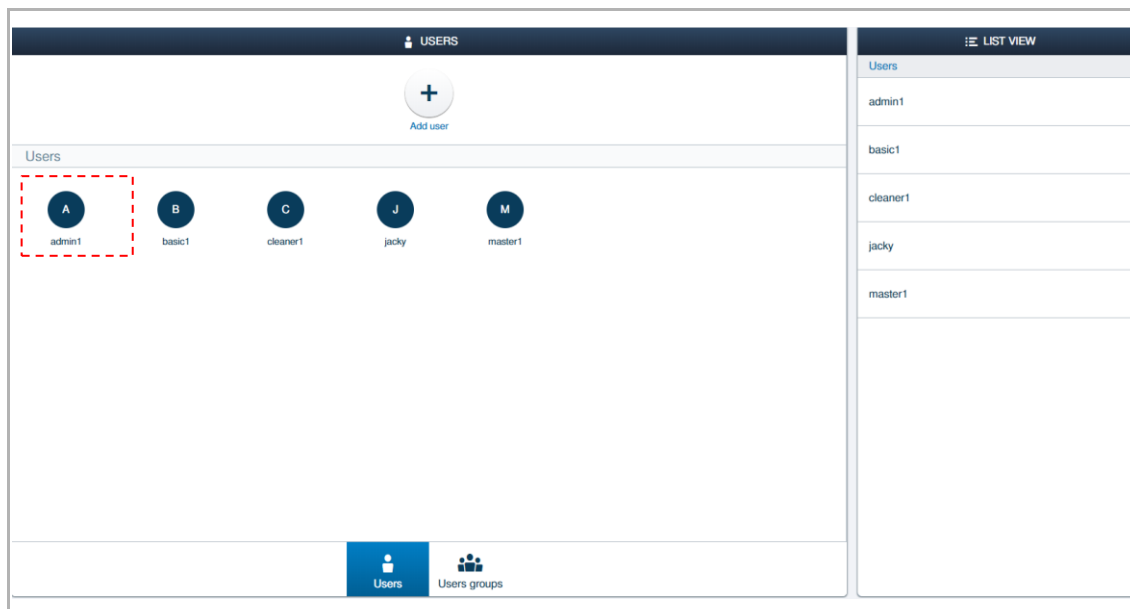 USERS
+
Add user
Users
A
B
C
J
M
admin1
basic1
cleaner1
jacky
master1
Users
Users groups
LIST VIEW
Users
admin1
basic1
cleaner1
jacky
master1